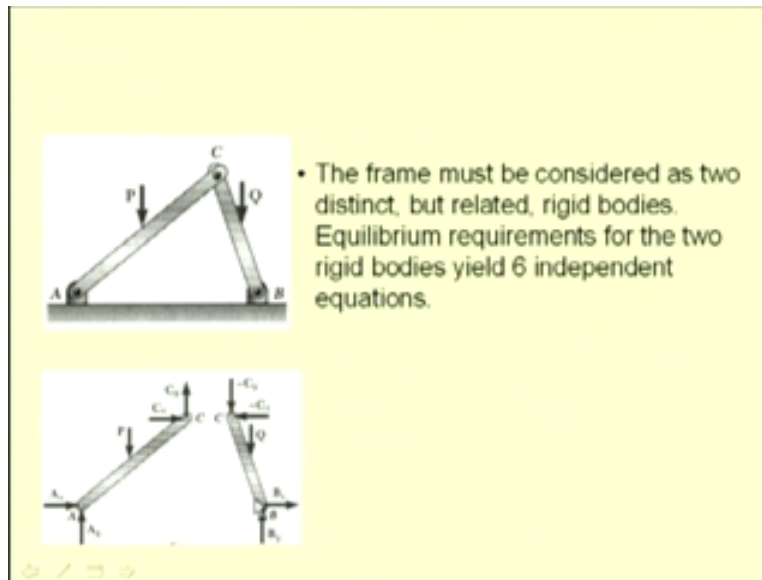 C
P
Q
A
B
• The frame must be considered as two
distinct, but related, rigid bodies.
Equilibrium requirements for the two
rigid bodies yield 6 independent
equations.
-C
C
C C
P
Q
A
B